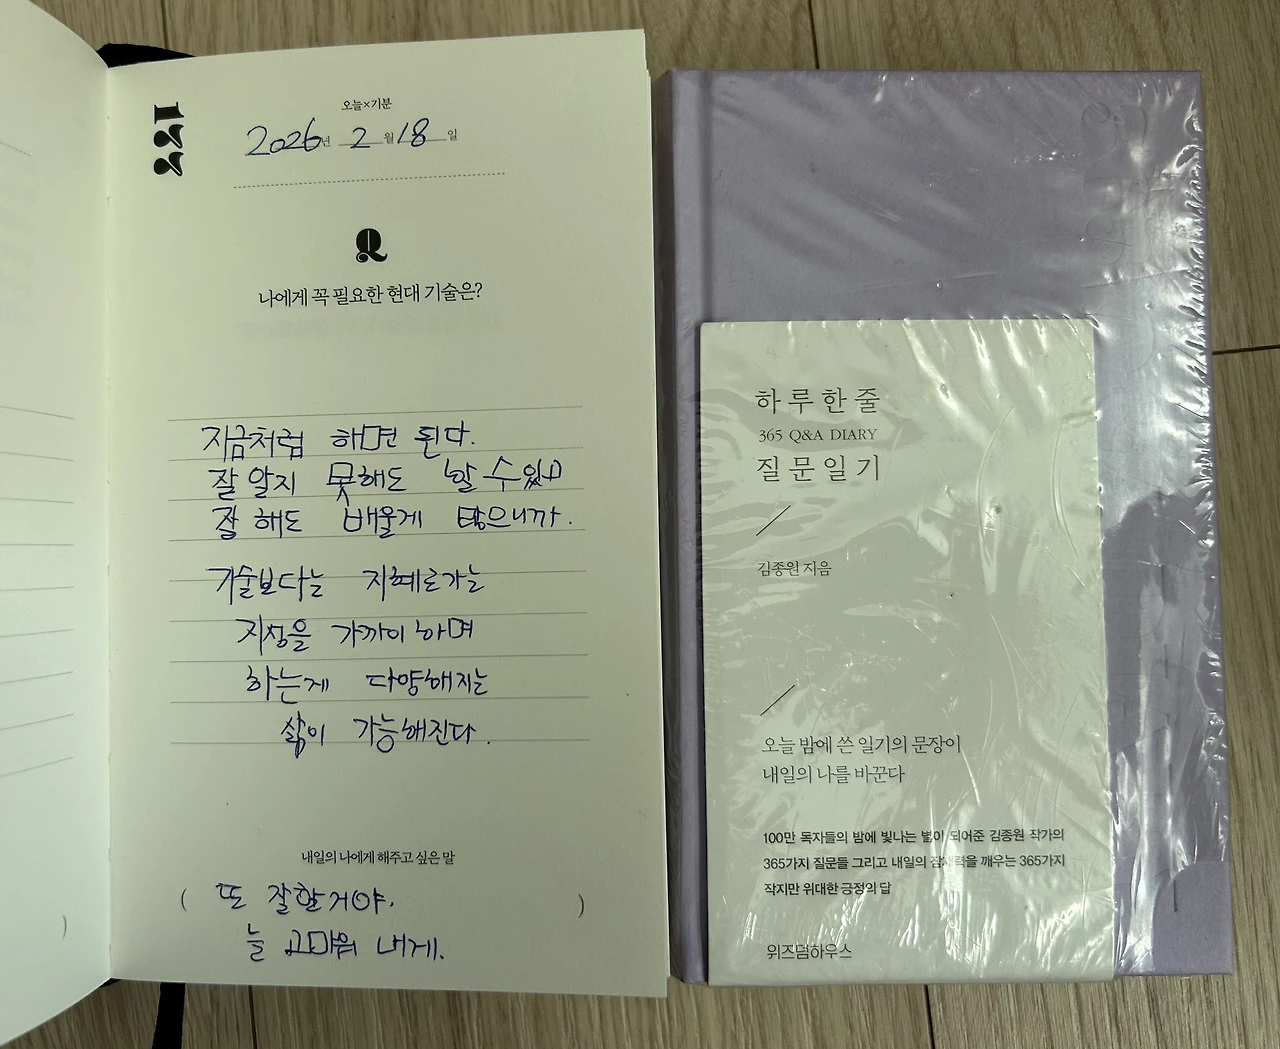 177
오늘×기분
2026년 2월 18일
Q
나에게 꼭 필요한 현대 기술은?
지금처럼 하면 된다.
잘 알지 못해도 할 수 있고
잘 해도 배울게 많으니까.
기술보다는 지혜로가는
지성을 가까이 하며
하는게 다양해지는
삶이 가능해진다.
내일의 나에게 해주고 싶은 말
( 또 잘할거야.
늘 고마워 내게. )
)
하루한줄
365 Q&A DIARY
질문일기
김종원 지음
오늘 밤에 쓴 일기의 문장이
내일의 나를 바꾼다
100만 독자들의 밤에 빛나는 별이 되어준 김종원 작가의
365가지 질문들 그리고 내일의 잠재력을 깨우는 365가지
작지만 위대한 긍정의 답
위즈덤하우스